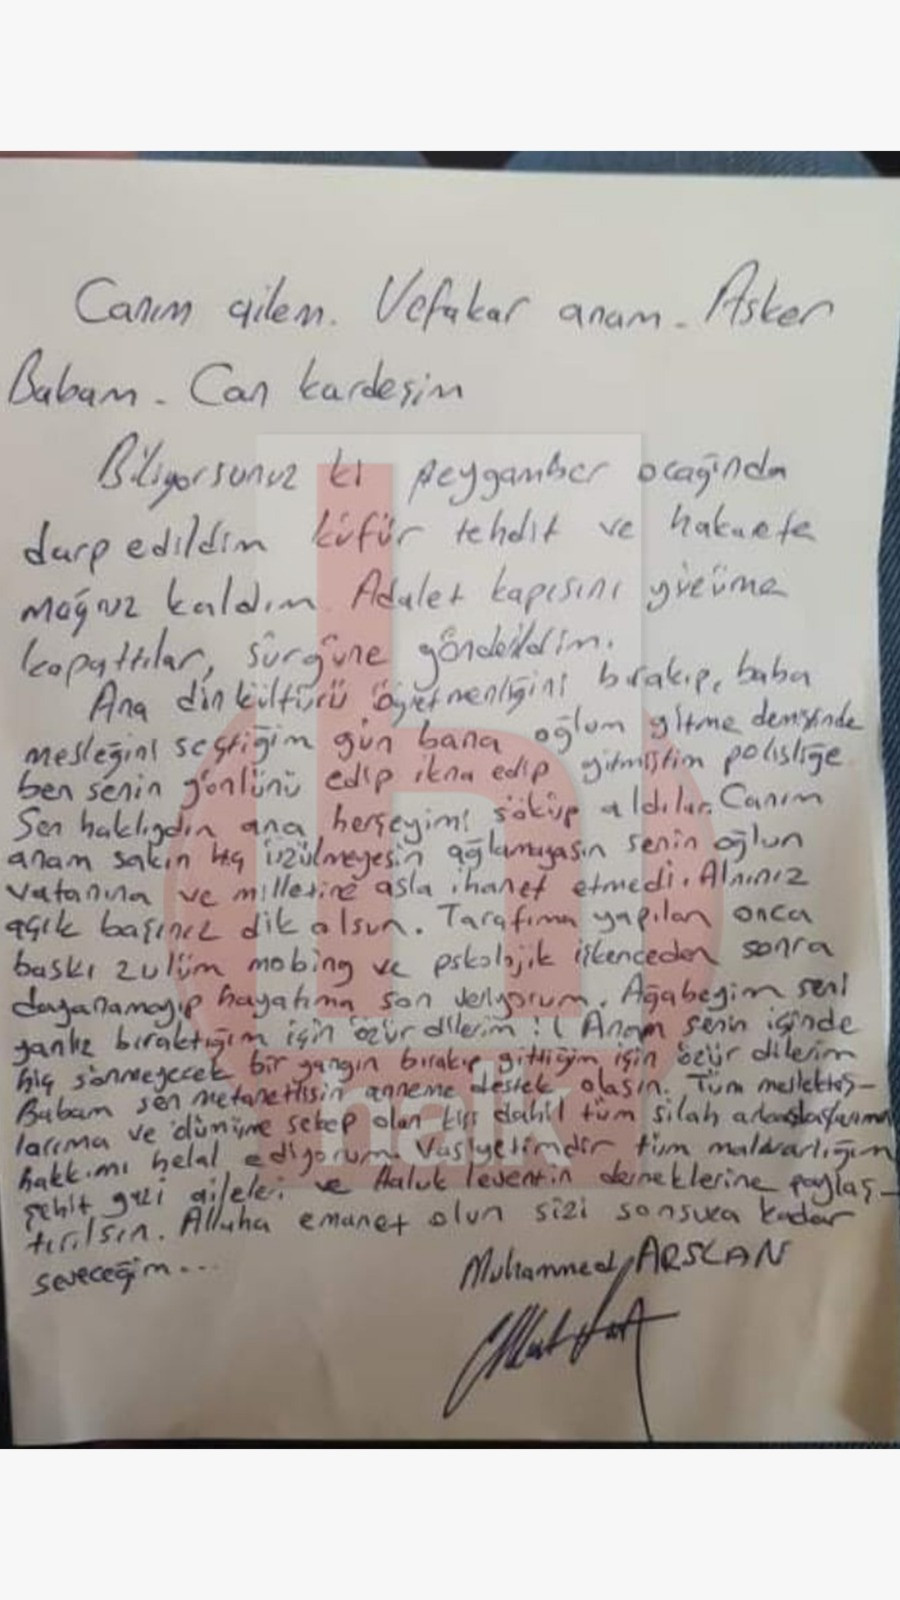 Canım ailem. Vefakar anam. Asker
Babam. Can kardeşim
Biliyorsunuz ki peygamber ocağında
darp edildim küfür tehdit ve hakarete
mağruz kaldım. Adalet kapısını yüzüme
kapattılar, sürgüne gönderildim.
Ana din kültürü öğretmenliğini bırakıp, baba
mesleğini seçtiğim gün bana oğlum gitme demişinde
ben senin gönlünü edip ikna edip gitmiştim polisliğe
Sen haklıydın ana herşeyimi söküp aldılar. Canım
anam sakın hiç üzülmeyesin ağlamayasın senin oğlun
vatanına ve milletine asla ihanet etmedi. Alnınız
açık başınız dik olsun. Tarafıma yapılan onca
baskı zulüm mobing ve pskolojik işkenceden sonra
dayanamayıp hayatıma son veriyorum. Ağabeyim seni
yanlız bıraktığım için özür dilerim !! Anam senin içinde
hiç sönmeyecek bir yangın bırakıp gittiğim için özür dilerim
Babam sen metanetlisin anneme destek olasın. Tüm meslektaş-
larıma ve ölümüme sebep olan kişi dahil tüm silah arkadaşlarıma
hakkımı helal ediyorum. Vasiyetimdir tüm malvarlığım
şehit gazi aileleri ve Haluk levent'in derneklerine paylaş-
tırılsın. Allaha emanet olun sizi sonsuza kadar
seveceğim...
Muhammed ARSLAN
halk